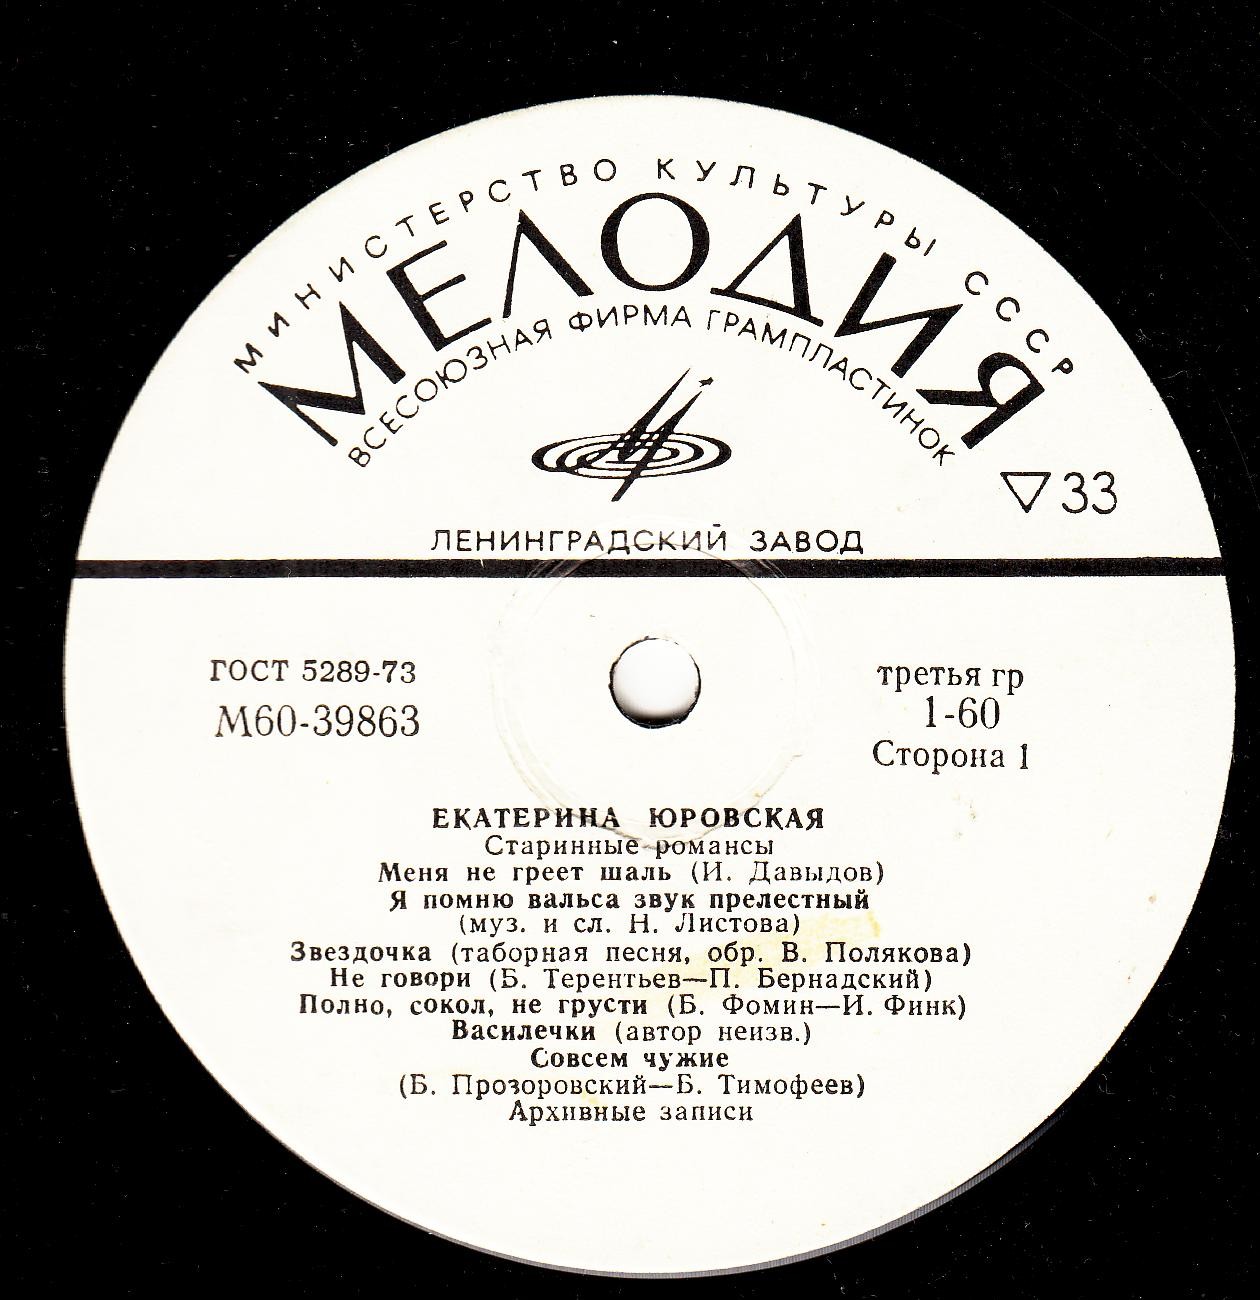 МИНИСТЕРСТВО КУЛЬТУРЫ СССР
МЕЛОДИЯ
ВСЕСОЮЗНАЯ ФИРМА ГРАМПЛАСТИНОК
33
ЛЕНИНГРАДСКИЙ ЗАВОД
ГОСТ 5289-73
М60-39863
третья гр
1-60
Сторона 1
ЕКАТЕРИНА ЮРОВСКАЯ
Старинные романсы
Меня не греет шаль (И. Давыдов)
Я помню вальса звук прелестный
(муз. и сл. Н. Листова)
Звездочка (таборная песня, обр. В. Полякова)
Не говори (Б. Терентьев—П. Бернадский)
Полно, сокол, не грусти (Б. Фомин—И. Финк)
Василечки (автор неизв.)
Совсем чужие
(Б. Прозоровский—Б. Тимофеев)
Архивные записи